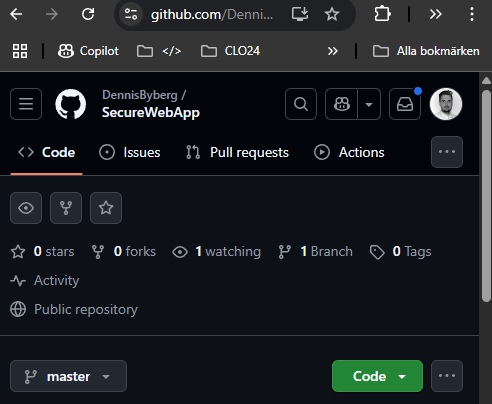 github.com/Denni...
Copilot
</>
CLO24
»
Alla bokmärken
DennisByberg /
SecureWebApp
Code
Issues
Pull requests
Actions
0 stars
0 forks
1 watching
1 Branch
0 Tags
Activity
Public repository
master
Code